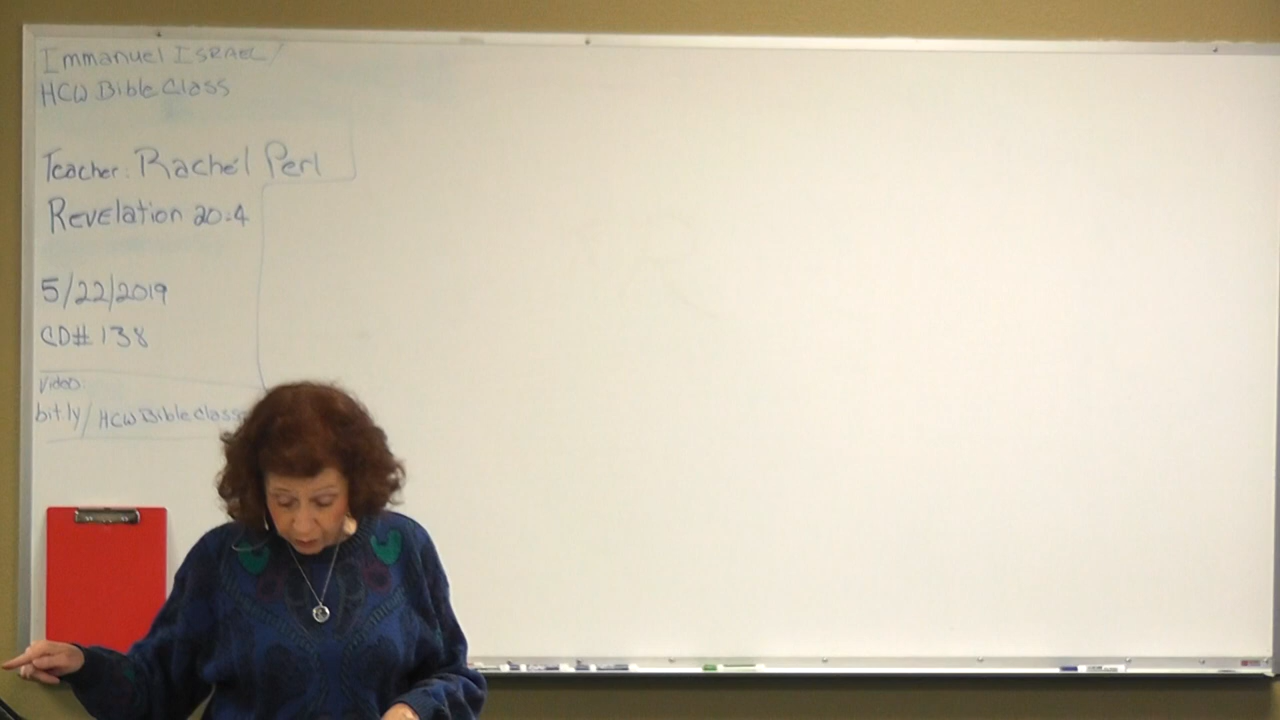 Immanuel ISRAEL/
HCW Bible Class
Teacher: Rachel Perl
Revelation 20:4
5/22/2019
CD# 138
Video:
bit.ly/HCWBibleClass